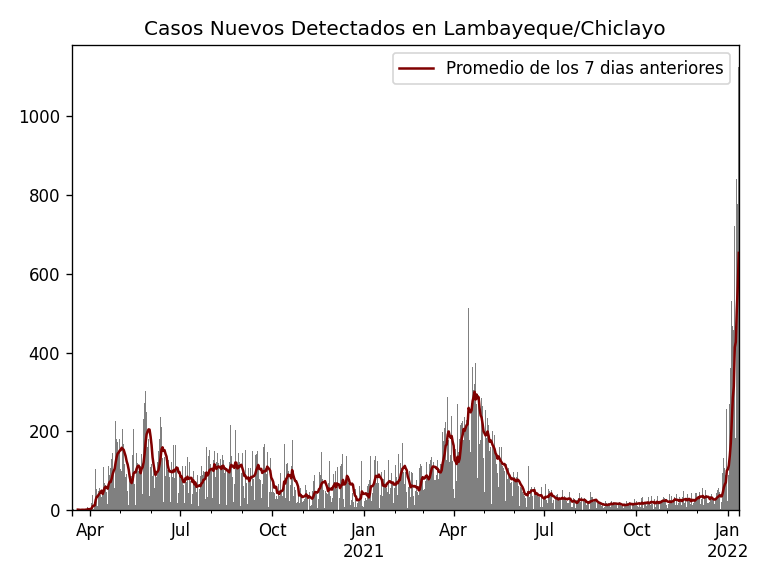 Casos Nuevos Detectados en Lambayeque/Chiclayo
Promedio de los 7 dias anteriores
1000
800
600
400
200
0
Apr Jul Oct Jan Apr Jul Oct Jan
2021 2022